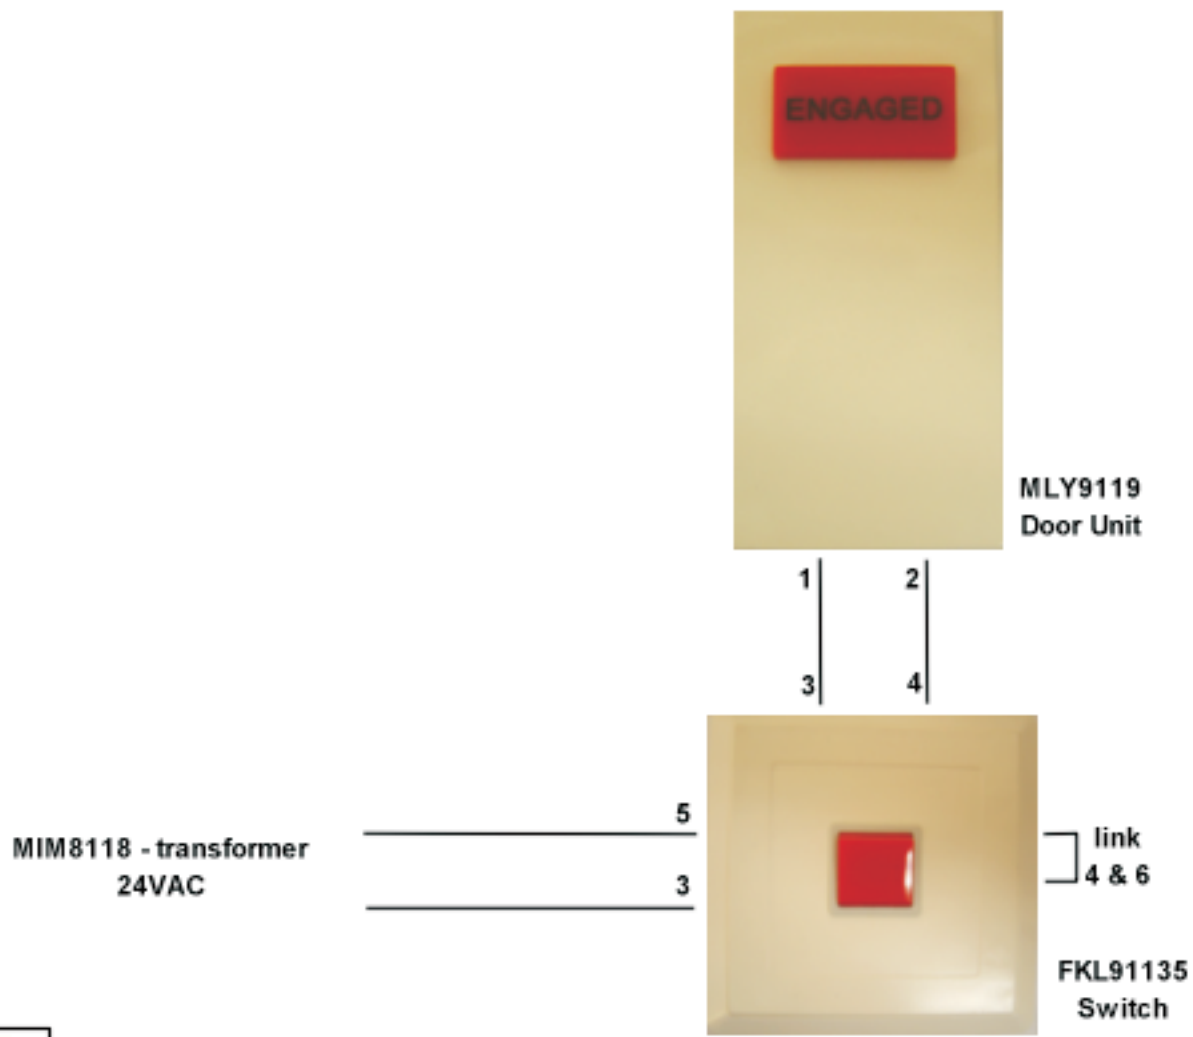 ENGAGED
MLY9119
Door Unit
1 2
3 4
5
MIM8118 - transformer
24VAC
3
link
4 & 6
FKL91135
Switch